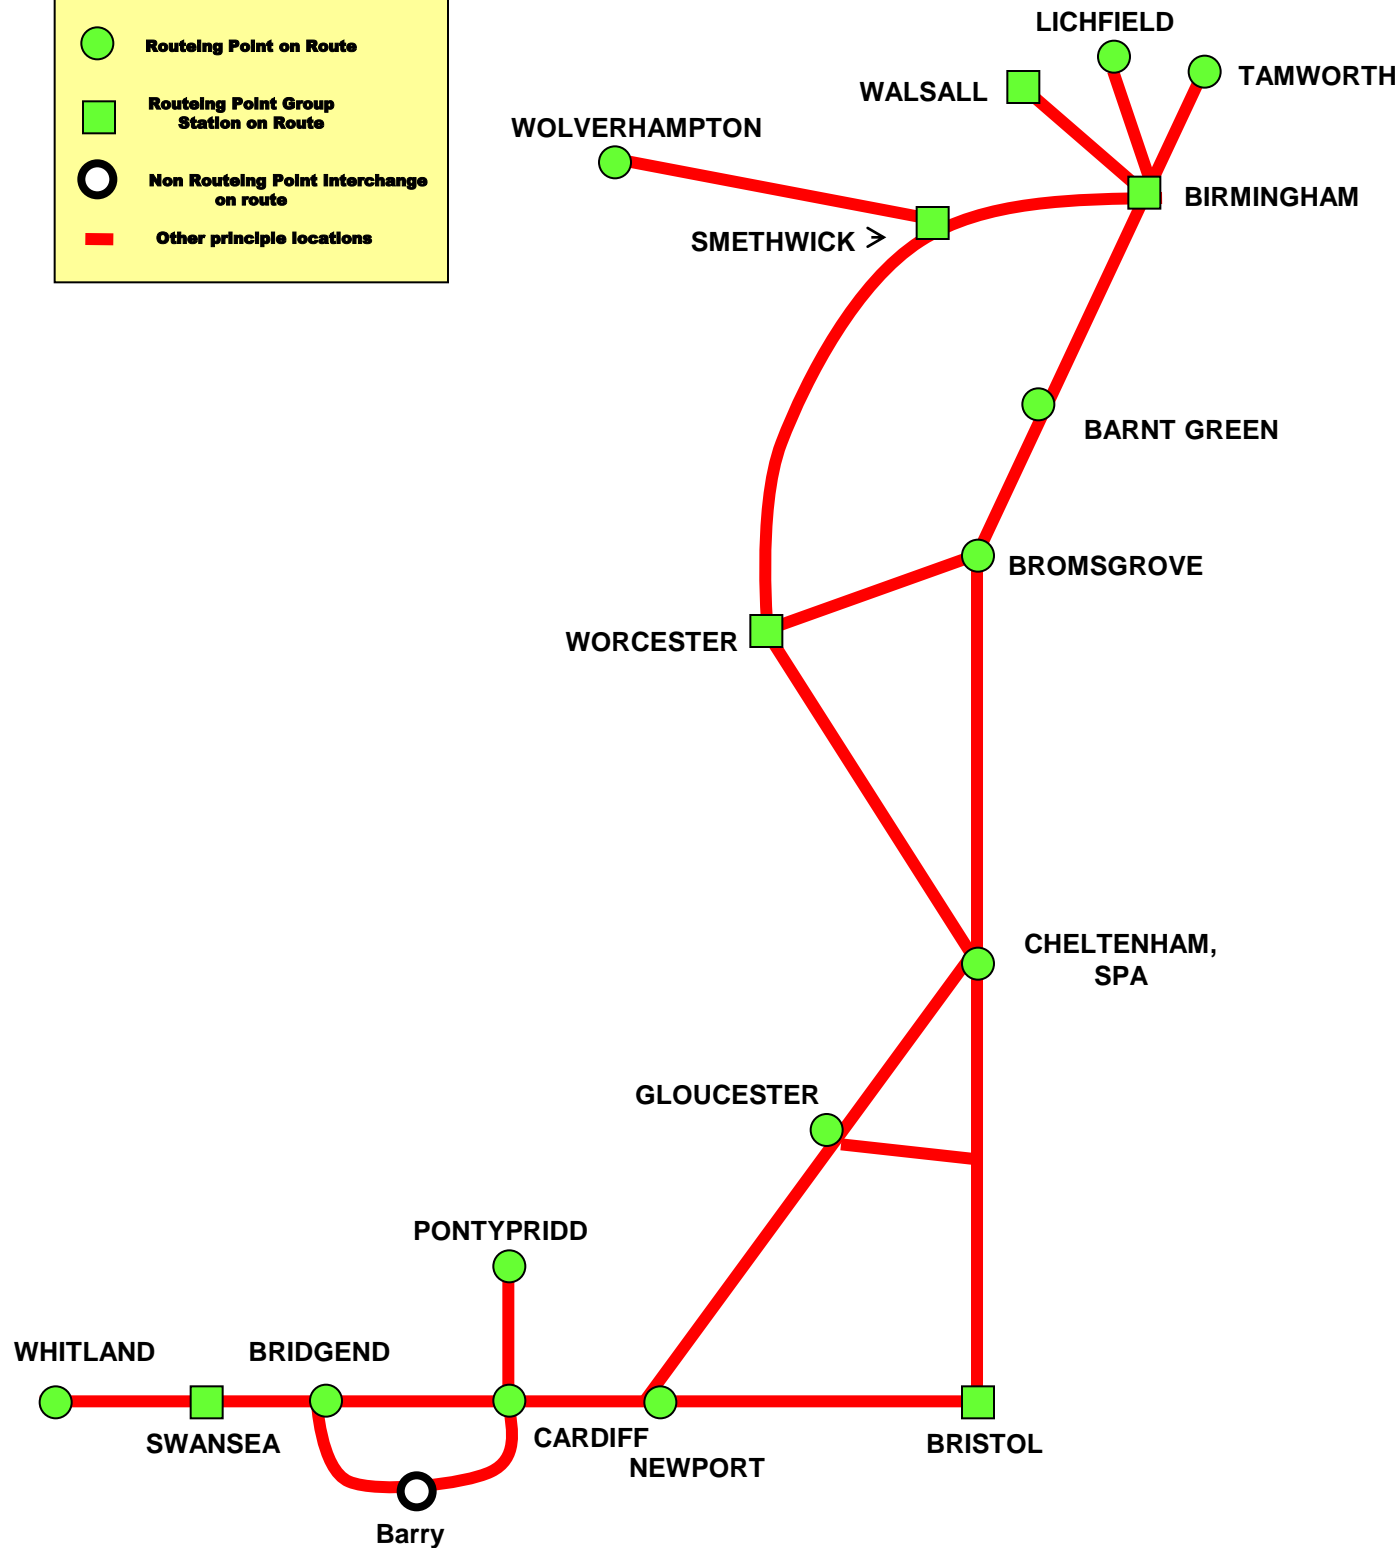 Routeing Point on Route
Routeing Point Group
Station on Route
Non Routeing Point Interchange
on route
Other principle locations
LICHFIELD
TAMWORTH
WALSALL
WOLVERHAMPTON
BIRMINGHAM
SMETHWICK >
BARNT GREEN
BROMSGROVE
WORCESTER
CHELTENHAM,
SPA
GLOUCESTER
PONTYPRIDD
WHITLAND
BRIDGEND
SWANSEA
CARDIFF
BRISTOL
NEWPORT
Barry